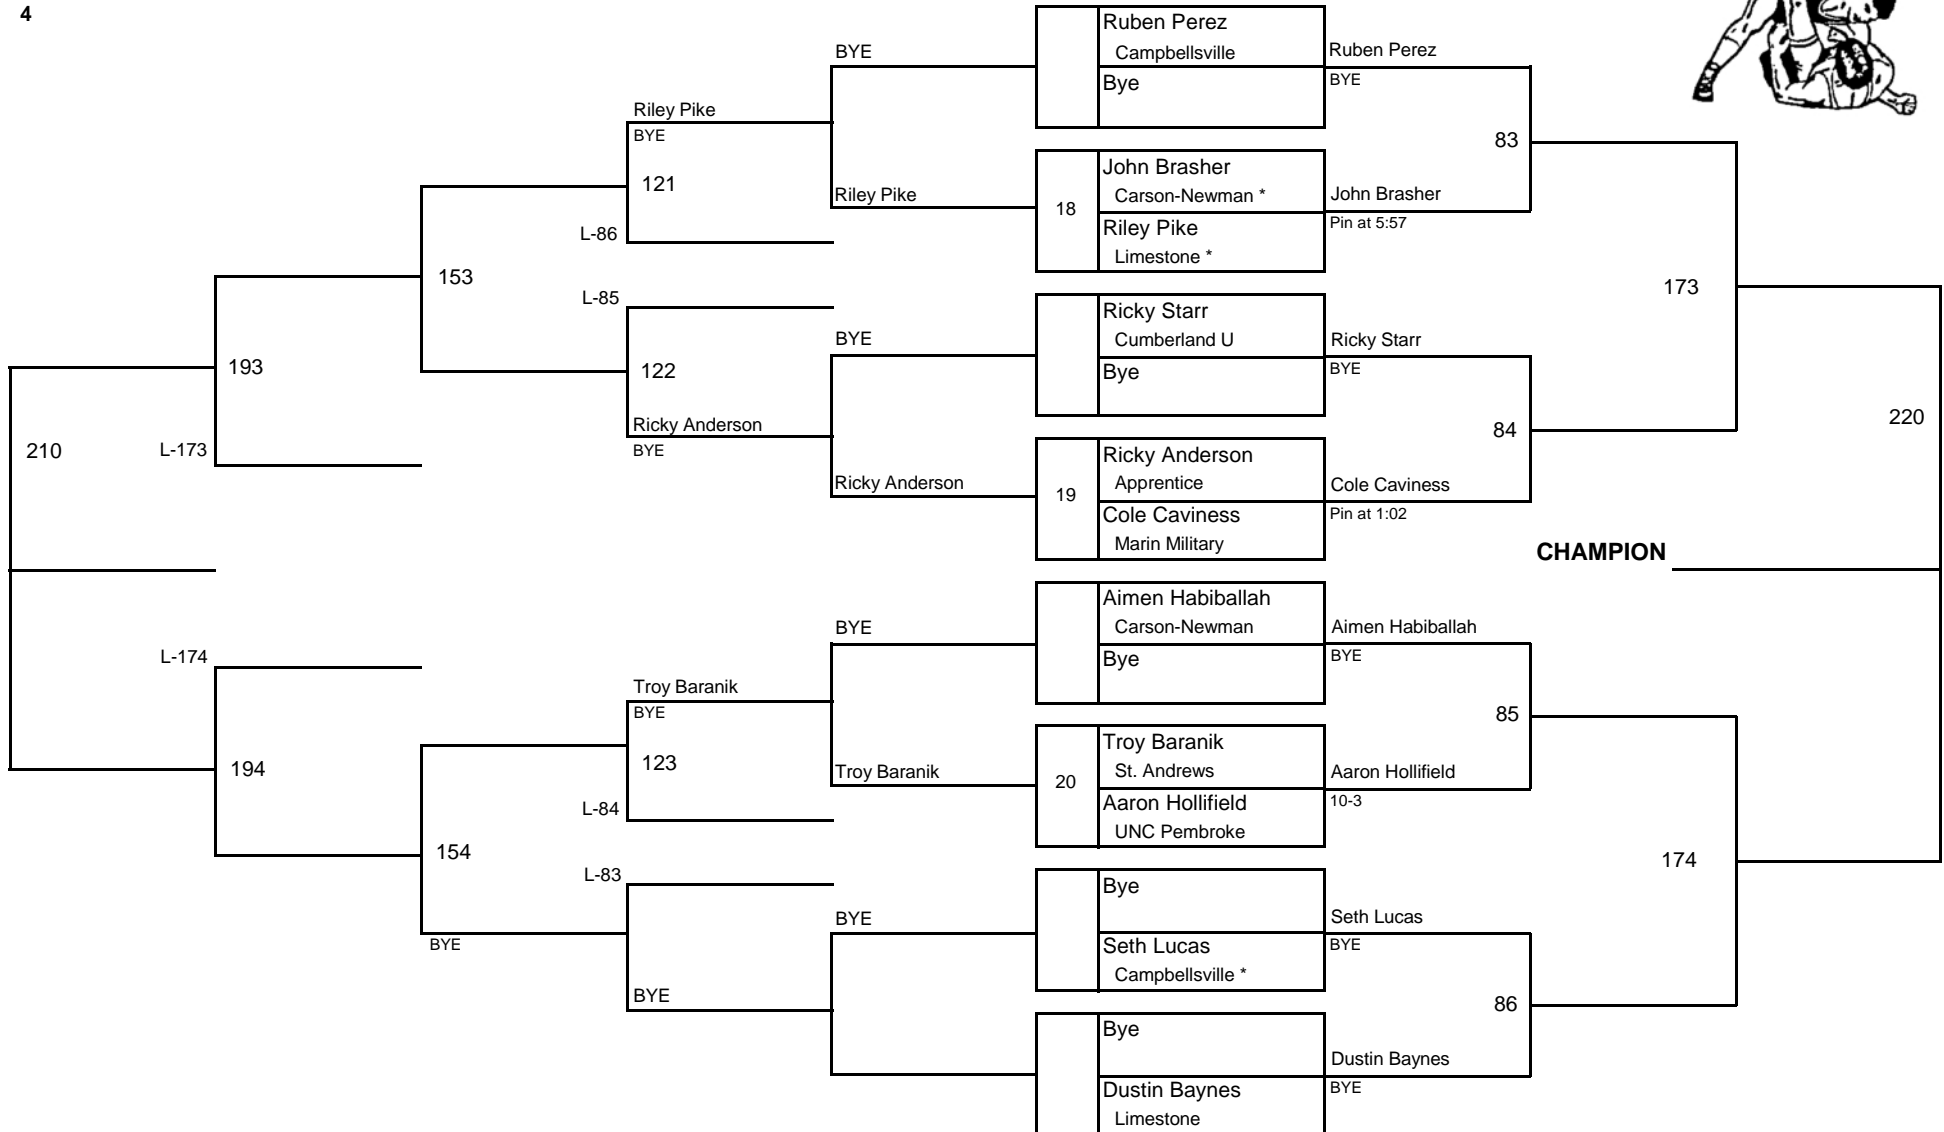 4
Ruben Perez
Campbellsville
Bye
Ruben Perez
BYE
BYE
Riley Pike
BYE
121
Riley Pike
L-86
18
John Brasher
Carson-Newman *
Riley Pike
Limestone *
John Brasher
Pin at 5:57
83
153
L-85
173
Ricky Starr
Cumberland U
Bye
Ricky Starr
BYE
BYE
193
122
Ricky Anderson
BYE
84
220
210
L-173
Ricky Anderson
19
Ricky Anderson
Apprentice
Cole Caviness
Marin Military
Cole Caviness
Pin at 1:02
CHAMPION
Aimen Habiballah
Carson-Newman
Bye
Aimen Habiballah
BYE
BYE
L-174
Troy Baranik
BYE
85
194
123
Troy Baranik
20
Troy Baranik
St. Andrews
Aaron Hollifield
UNC Pembroke
Aaron Hollifield
10-3
L-84
154
L-83
174
Bye
Seth Lucas
Campbellsville *
Seth Lucas
BYE
BYE
BYE
BYE
86
Bye
Dustin Baynes
Limestone
Dustin Baynes
BYE